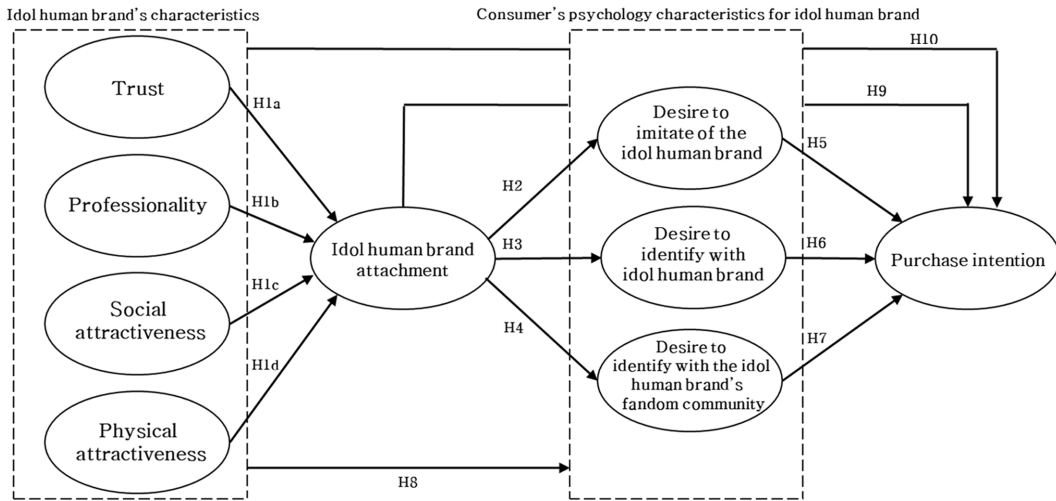 Idol human brand's characteristics
Consumer's psychology characteristics for idol human brand
H10
Trust
H9
H1a
Desire to
imitate of the
idol human brand
H5
H2
Professionality
H1b
Idol human brand
attachment
H3
Desire to
identify with
idol human brand
H6
Purchase intention
H1c
Social
attractiveness
H4
H7
Desire to
identify with the idol
human brand's
fandom community
H1d
Physical
attractiveness
H8